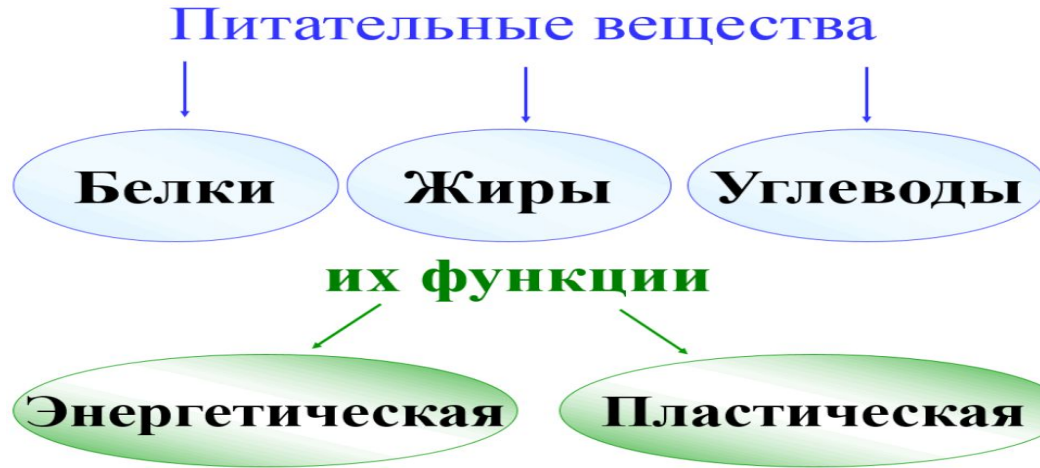 Питательные вещества
Белки Жиры Углеводы
их функции
Энергетическая Пластическая